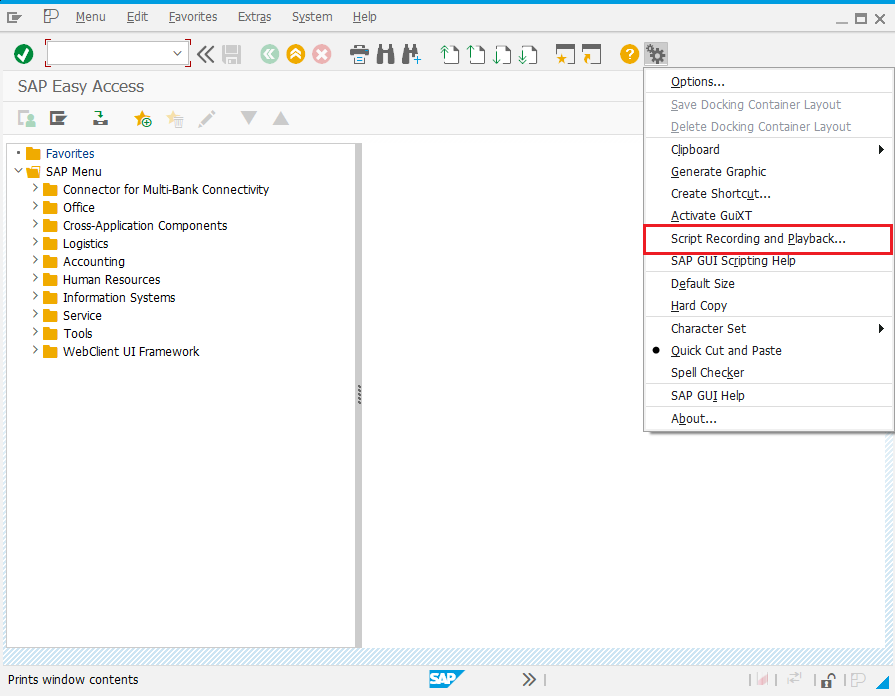 Menu Edit Favorites Extras System Help
SAP Easy Access
Options...
Save Docking Container Layout
Delete Docking Container Layout
Clipboard
Generate Graphic
Create Shortcut...
Activate GuiXT
Script Recording and Playback...
SAP GUI Scripting Help
Default Size
Hard Copy
Character Set
Quick Cut and Paste
Spell Checker
SAP GUI Help
About...
Favorites
SAP Menu
Connector for Multi-Bank Connectivity
Office
Cross-Application Components
Logistics
Accounting
Human Resources
Information Systems
Service
Tools
WebClient UI Framework
Prints window contents
SAP